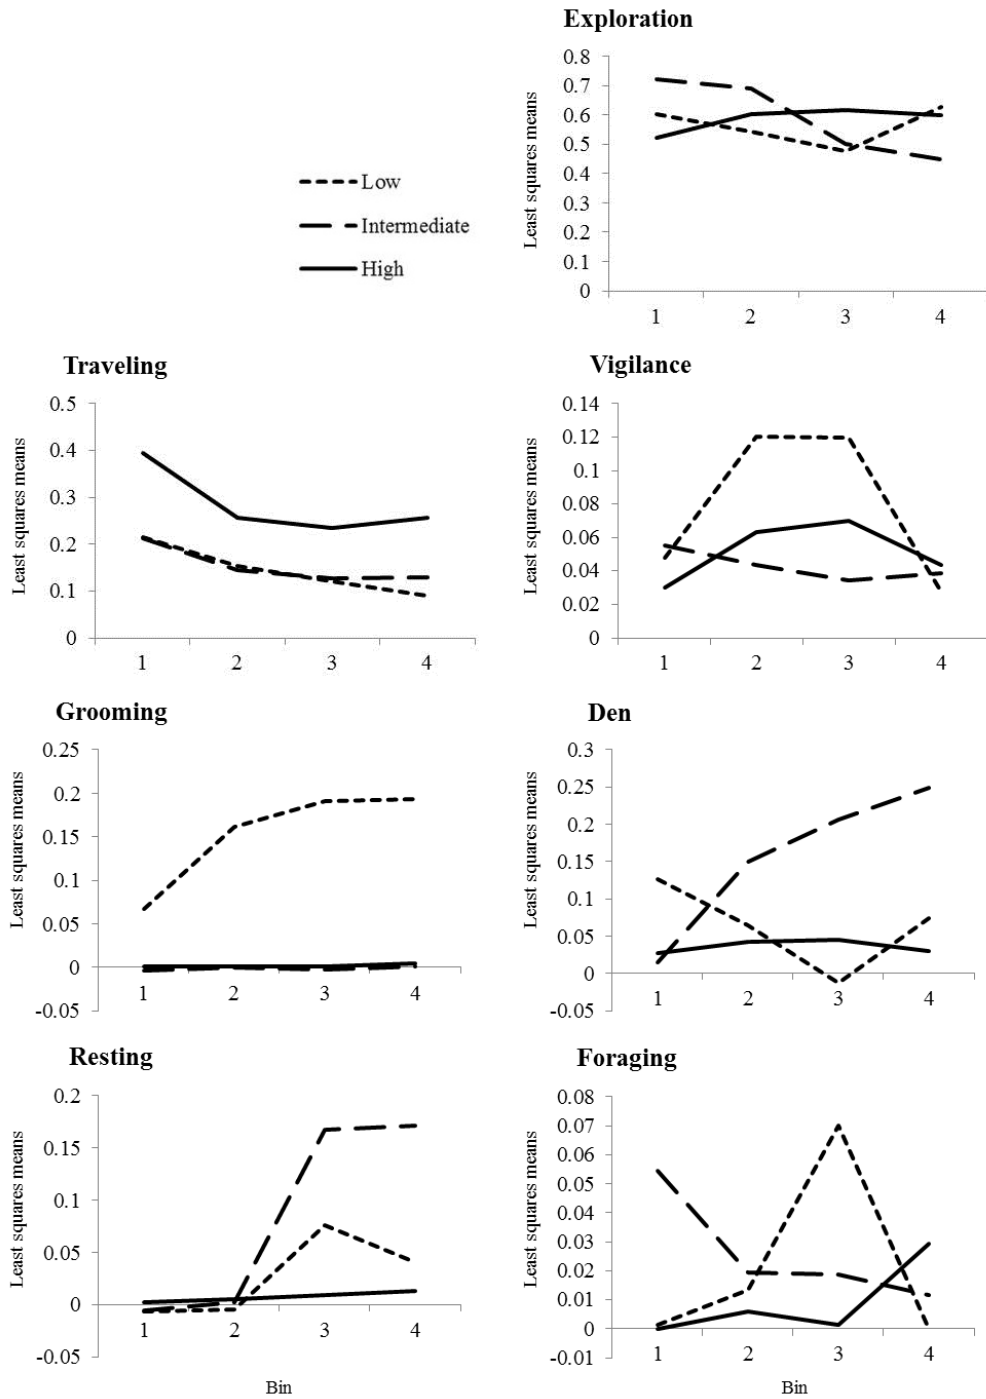 Exploration
Least squares means
0.8
0.7
0.6
0.5
0.4
0.3
0.2
0.1
0
1 2 3 4
Low
Intermediate
High
Traveling
Least squares means
0.5
0.4
0.3
0.2
0.1
0
1 2 3 4
Vigilance
Least squares means
0.14
0.12
0.1
0.08
0.06
0.04
0.02
0
1 2 3 4
Grooming
Least squares means
0.25
0.2
0.15
0.1
0.05
0
-0.05
1 2 3 4
Den
Least squares means
0.3
0.25
0.2
0.15
0.1
0.05
0
-0.05
1 2 3 4
Resting
Least squares means
0.2
0.15
0.1
0.05
0
-0.05
1 2 3 4
Bin
Foraging
Least squares means
0.08
0.07
0.06
0.05
0.04
0.03
0.02
0.01
0
-0.01
1 2 3 4
Bin